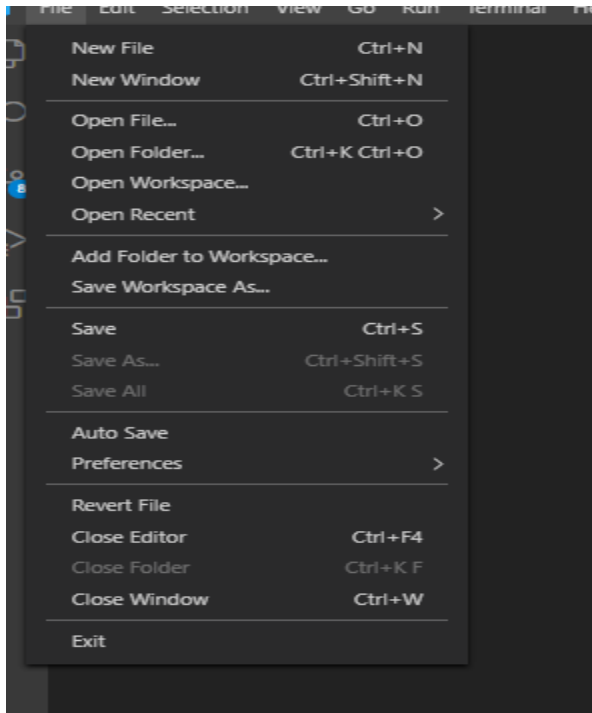 File Edit Selection View Go Run Terminal
New File Ctrl+N
New Window Ctrl+Shift+N
Open File... Ctrl+O
Open Folder... Ctrl+K Ctrl+O
Open Workspace...
Open Recent >
Add Folder to Workspace...
Save Workspace As...
Save Ctrl+S
Save As... Ctrl+Shift+S
Save All Ctrl+K S
Auto Save
Preferences >
Revert File
Close Editor Ctrl+F4
Close Folder Ctrl+K F
Close Window Ctrl+W
Exit
8